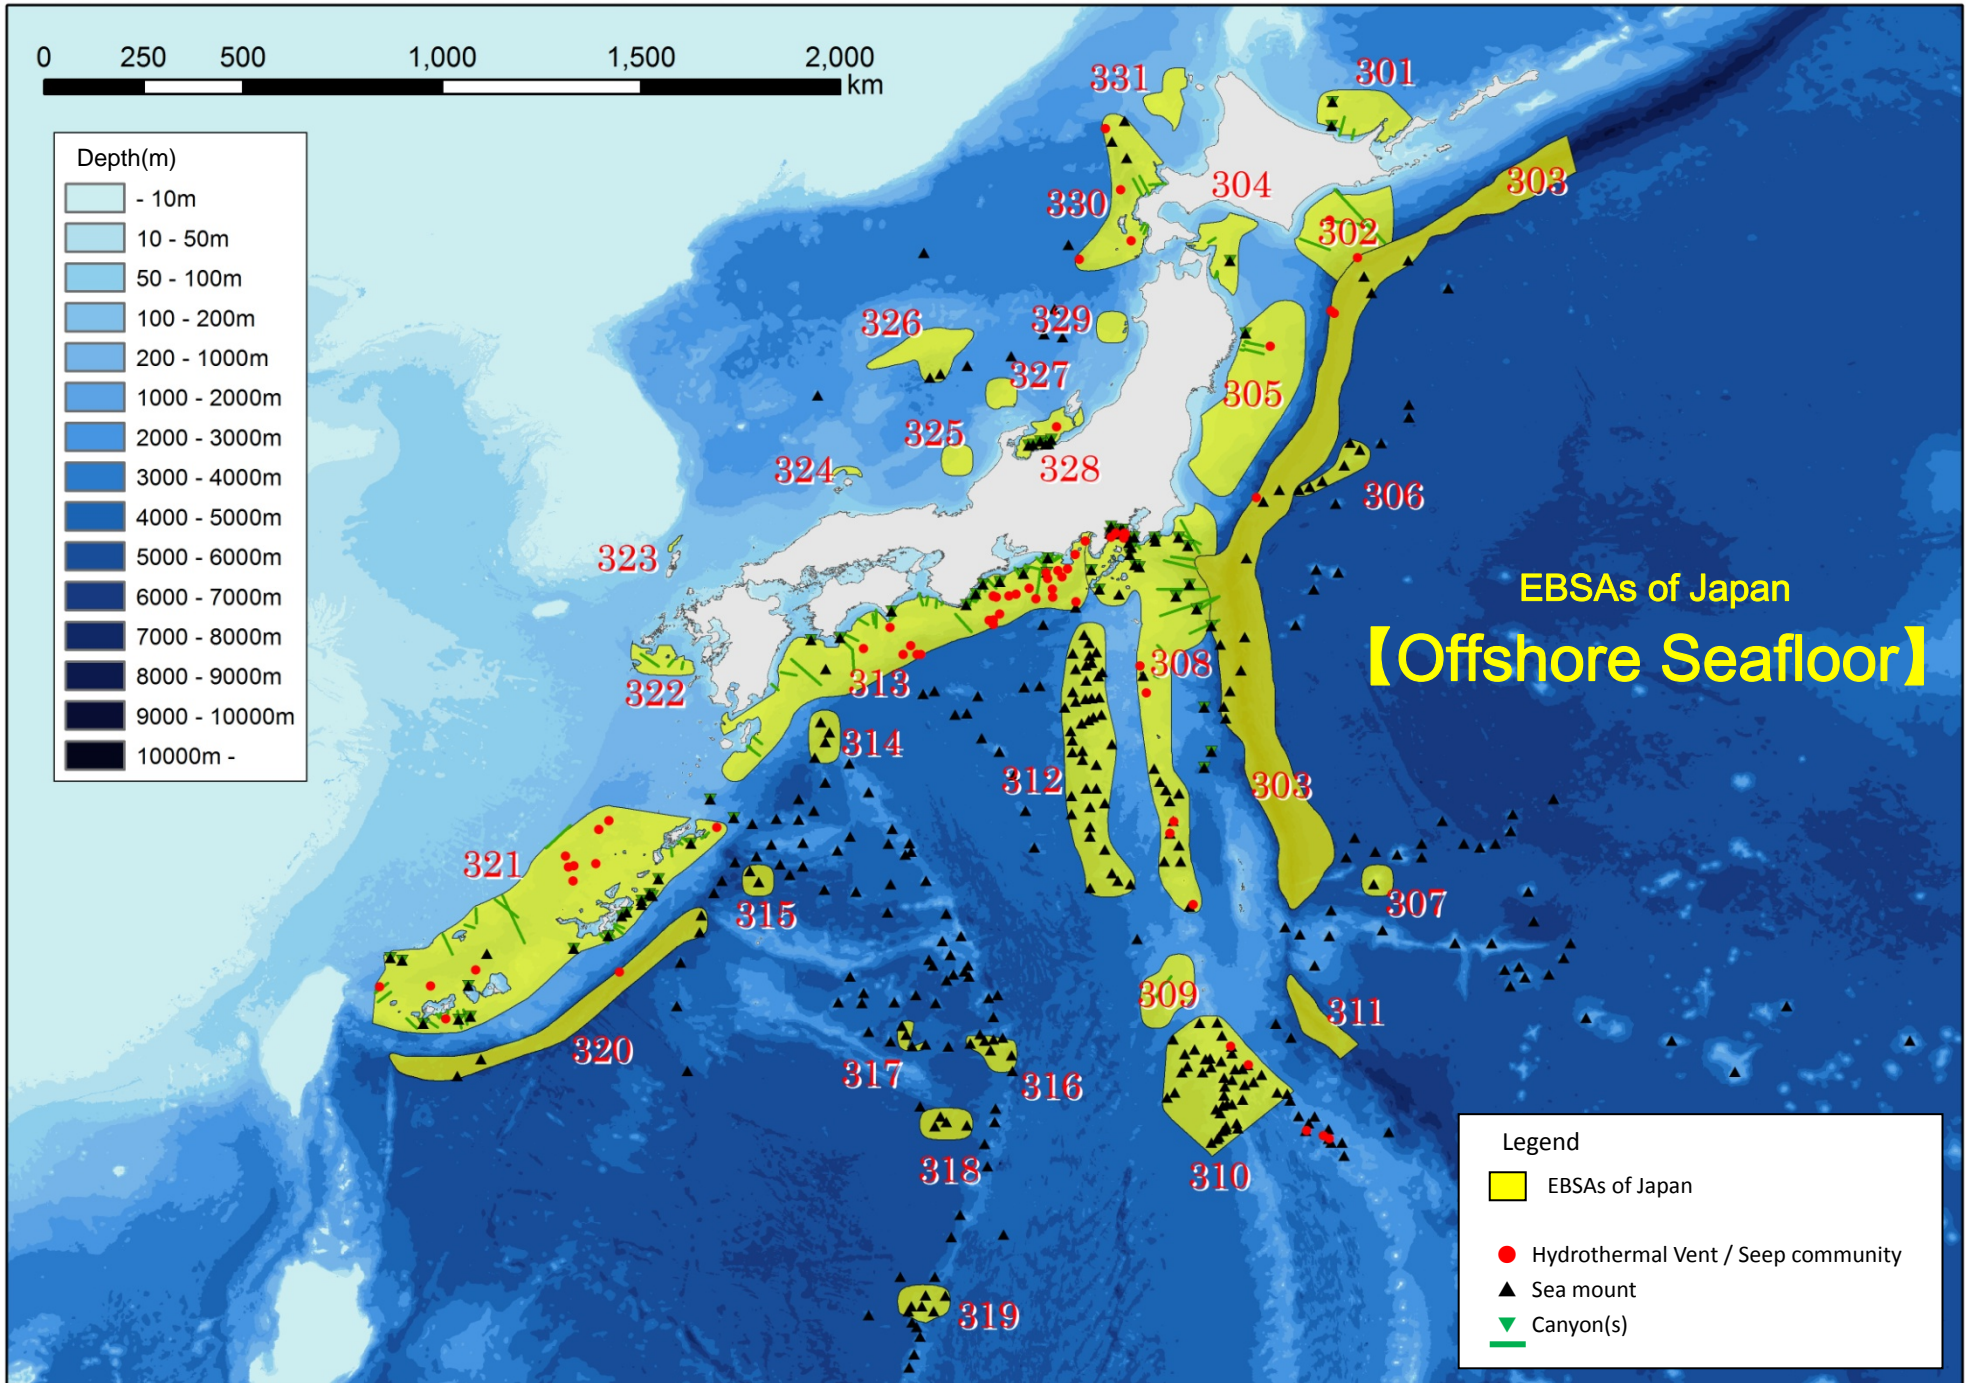 0 250 500 1,000 1,500 2,000
km
Depth(m)
- 10m
10 - 50m
50 - 100m
100 - 200m
200 - 1000m
1000 - 2000m
2000 - 3000m
3000 - 4000m
4000 - 5000m
5000 - 6000m
6000 - 7000m
7000 - 8000m
8000 - 9000m
9000 - 10000m
10000m -
331
301
304
303
330
302
326
329
327
305
325
328
324
306
323
EBSAs of Japan
【Offshore Seafloor】
308
322
313
314
312
303
321
315
307
309
311
320
317
316
318
310
319
Legend
EBSAs of Japan
Hydrothermal Vent / Seep community
Sea mount
Canyon(s)